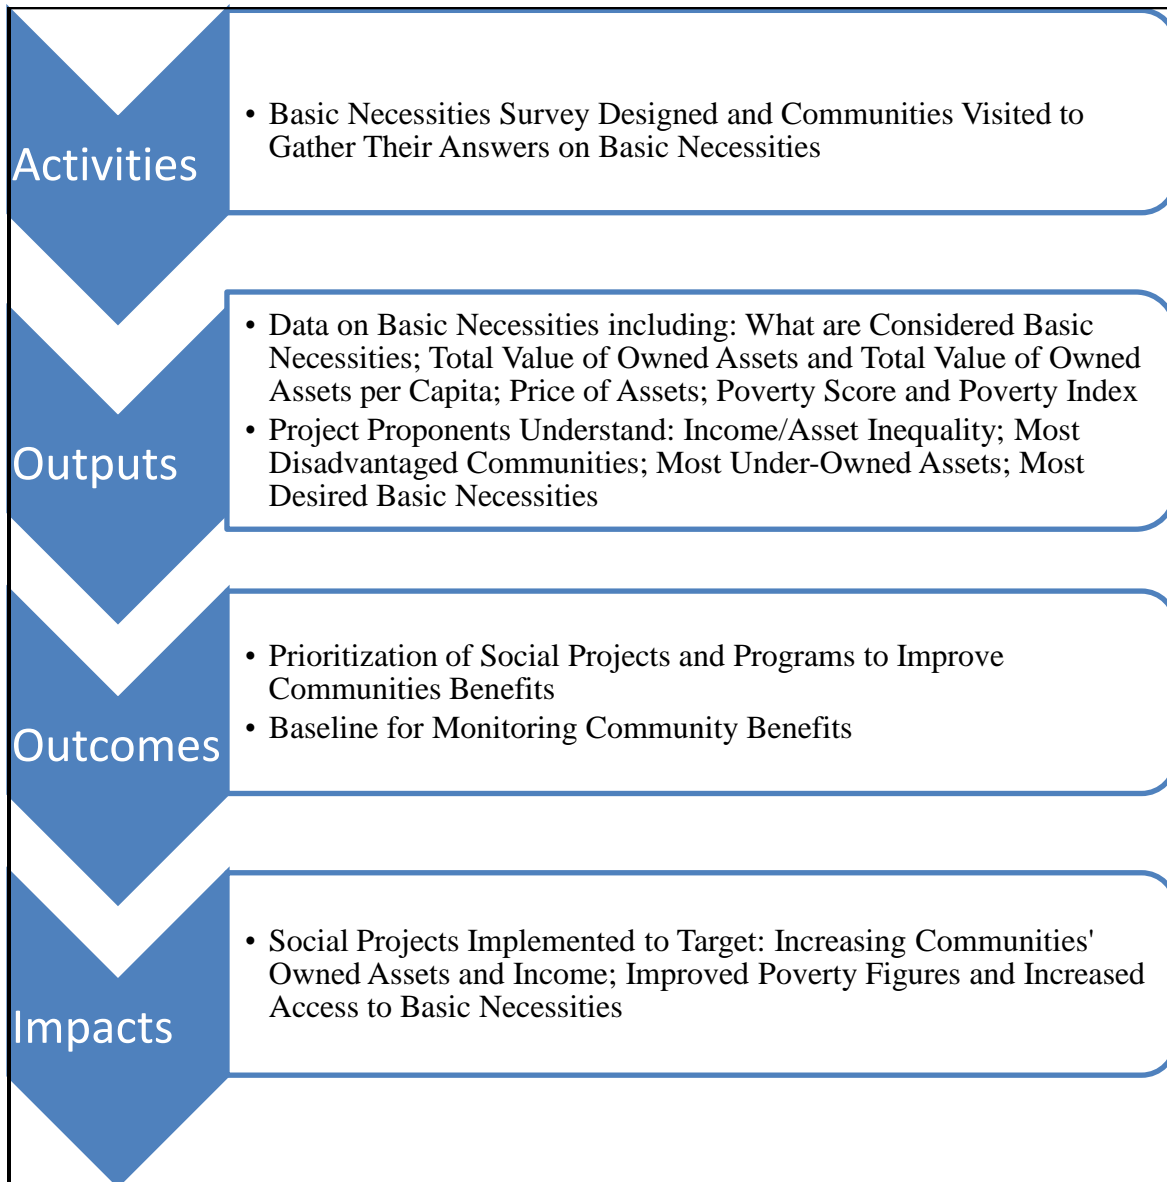 Activities
• Basic Necessities Survey Designed and Communities Visited to
Gather Their Answers on Basic Necessities
Outputs
• Data on Basic Necessities including: What are Considered Basic
Necessities; Total Value of Owned Assets and Total Value of Owned
Assets per Capita; Price of Assets; Poverty Score and Poverty Index
• Project Proponents Understand: Income/Asset Inequality; Most
Disadvantaged Communities; Most Under-Owned Assets; Most
Desired Basic Necessities
Outcomes
• Prioritization of Social Projects and Programs to Improve
Communities Benefits
• Baseline for Monitoring Community Benefits
Impacts
• Social Projects Implemented to Target: Increasing Communities'
Owned Assets and Income; Improved Poverty Figures and Increased
Access to Basic Necessities